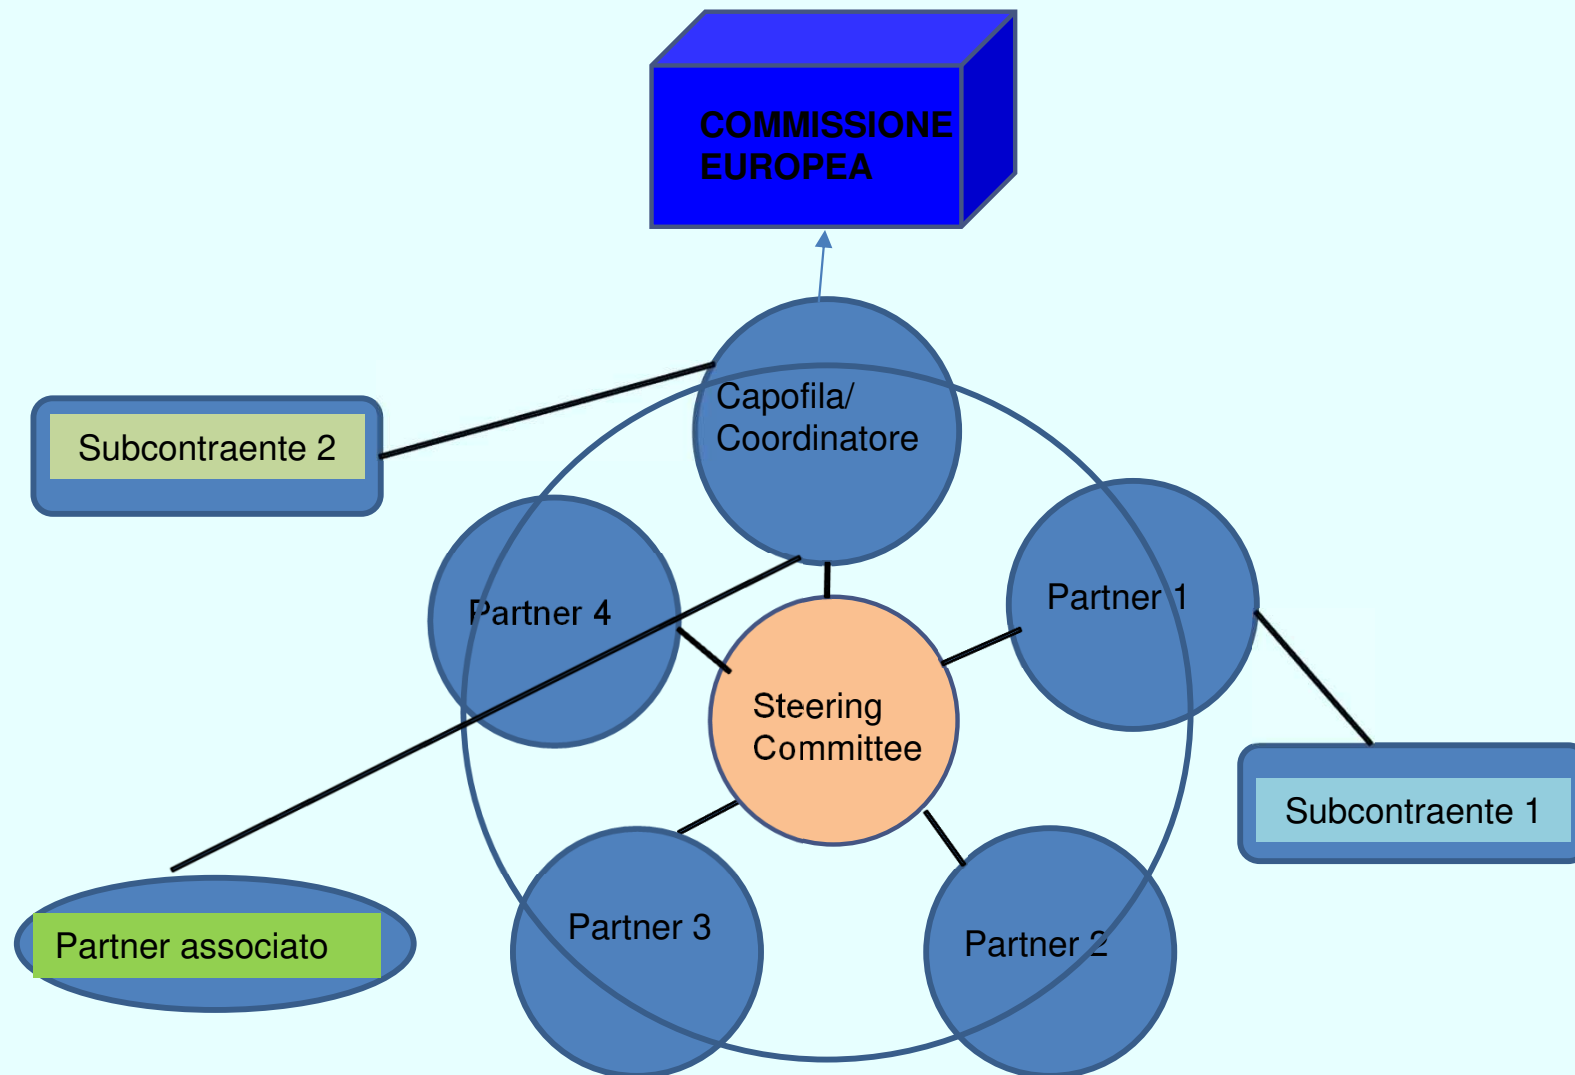 COMMISSIONE
EUROPEA
Capofila/
Coordinatore
Subcontraente 2
Partner 4
Partner 1
Steering
Committee
Subcontraente 1
Partner 3
Partner 2
Partner associato